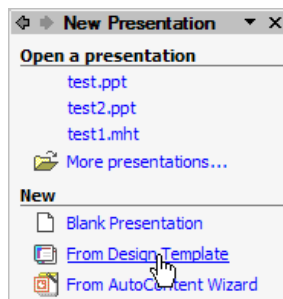 New Presentation
Open a presentation
test.ppt
test2.ppt
test1.mht
More presentations...
New
Blank Presentation
From Design Template
From AutoContent Wizard